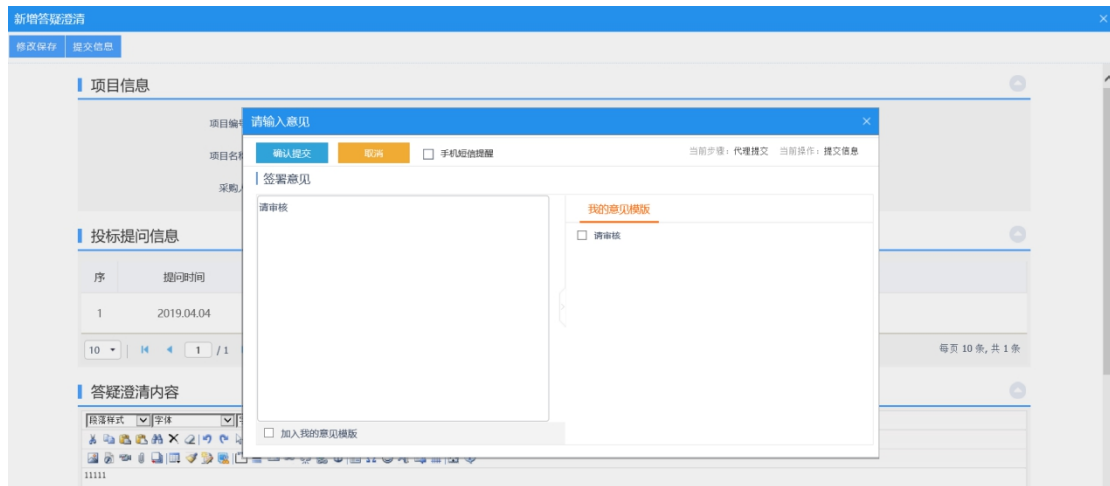 新增答疑澄清
修改保存 提交信息
项目信息
项目编号
项目名称
采购人
请输入意见
确认提交 取消 手机短信提醒 当前步骤：代理提交 当前操作：提交信息
签署意见
请审核
我的意见模版
请审核
加入我的意见模版
投标提问信息
序 提问时间
1 2019.04.04
10 1 / 1 每页 10 条, 共 1 条
答疑澄清内容
段落样式 字体
11111